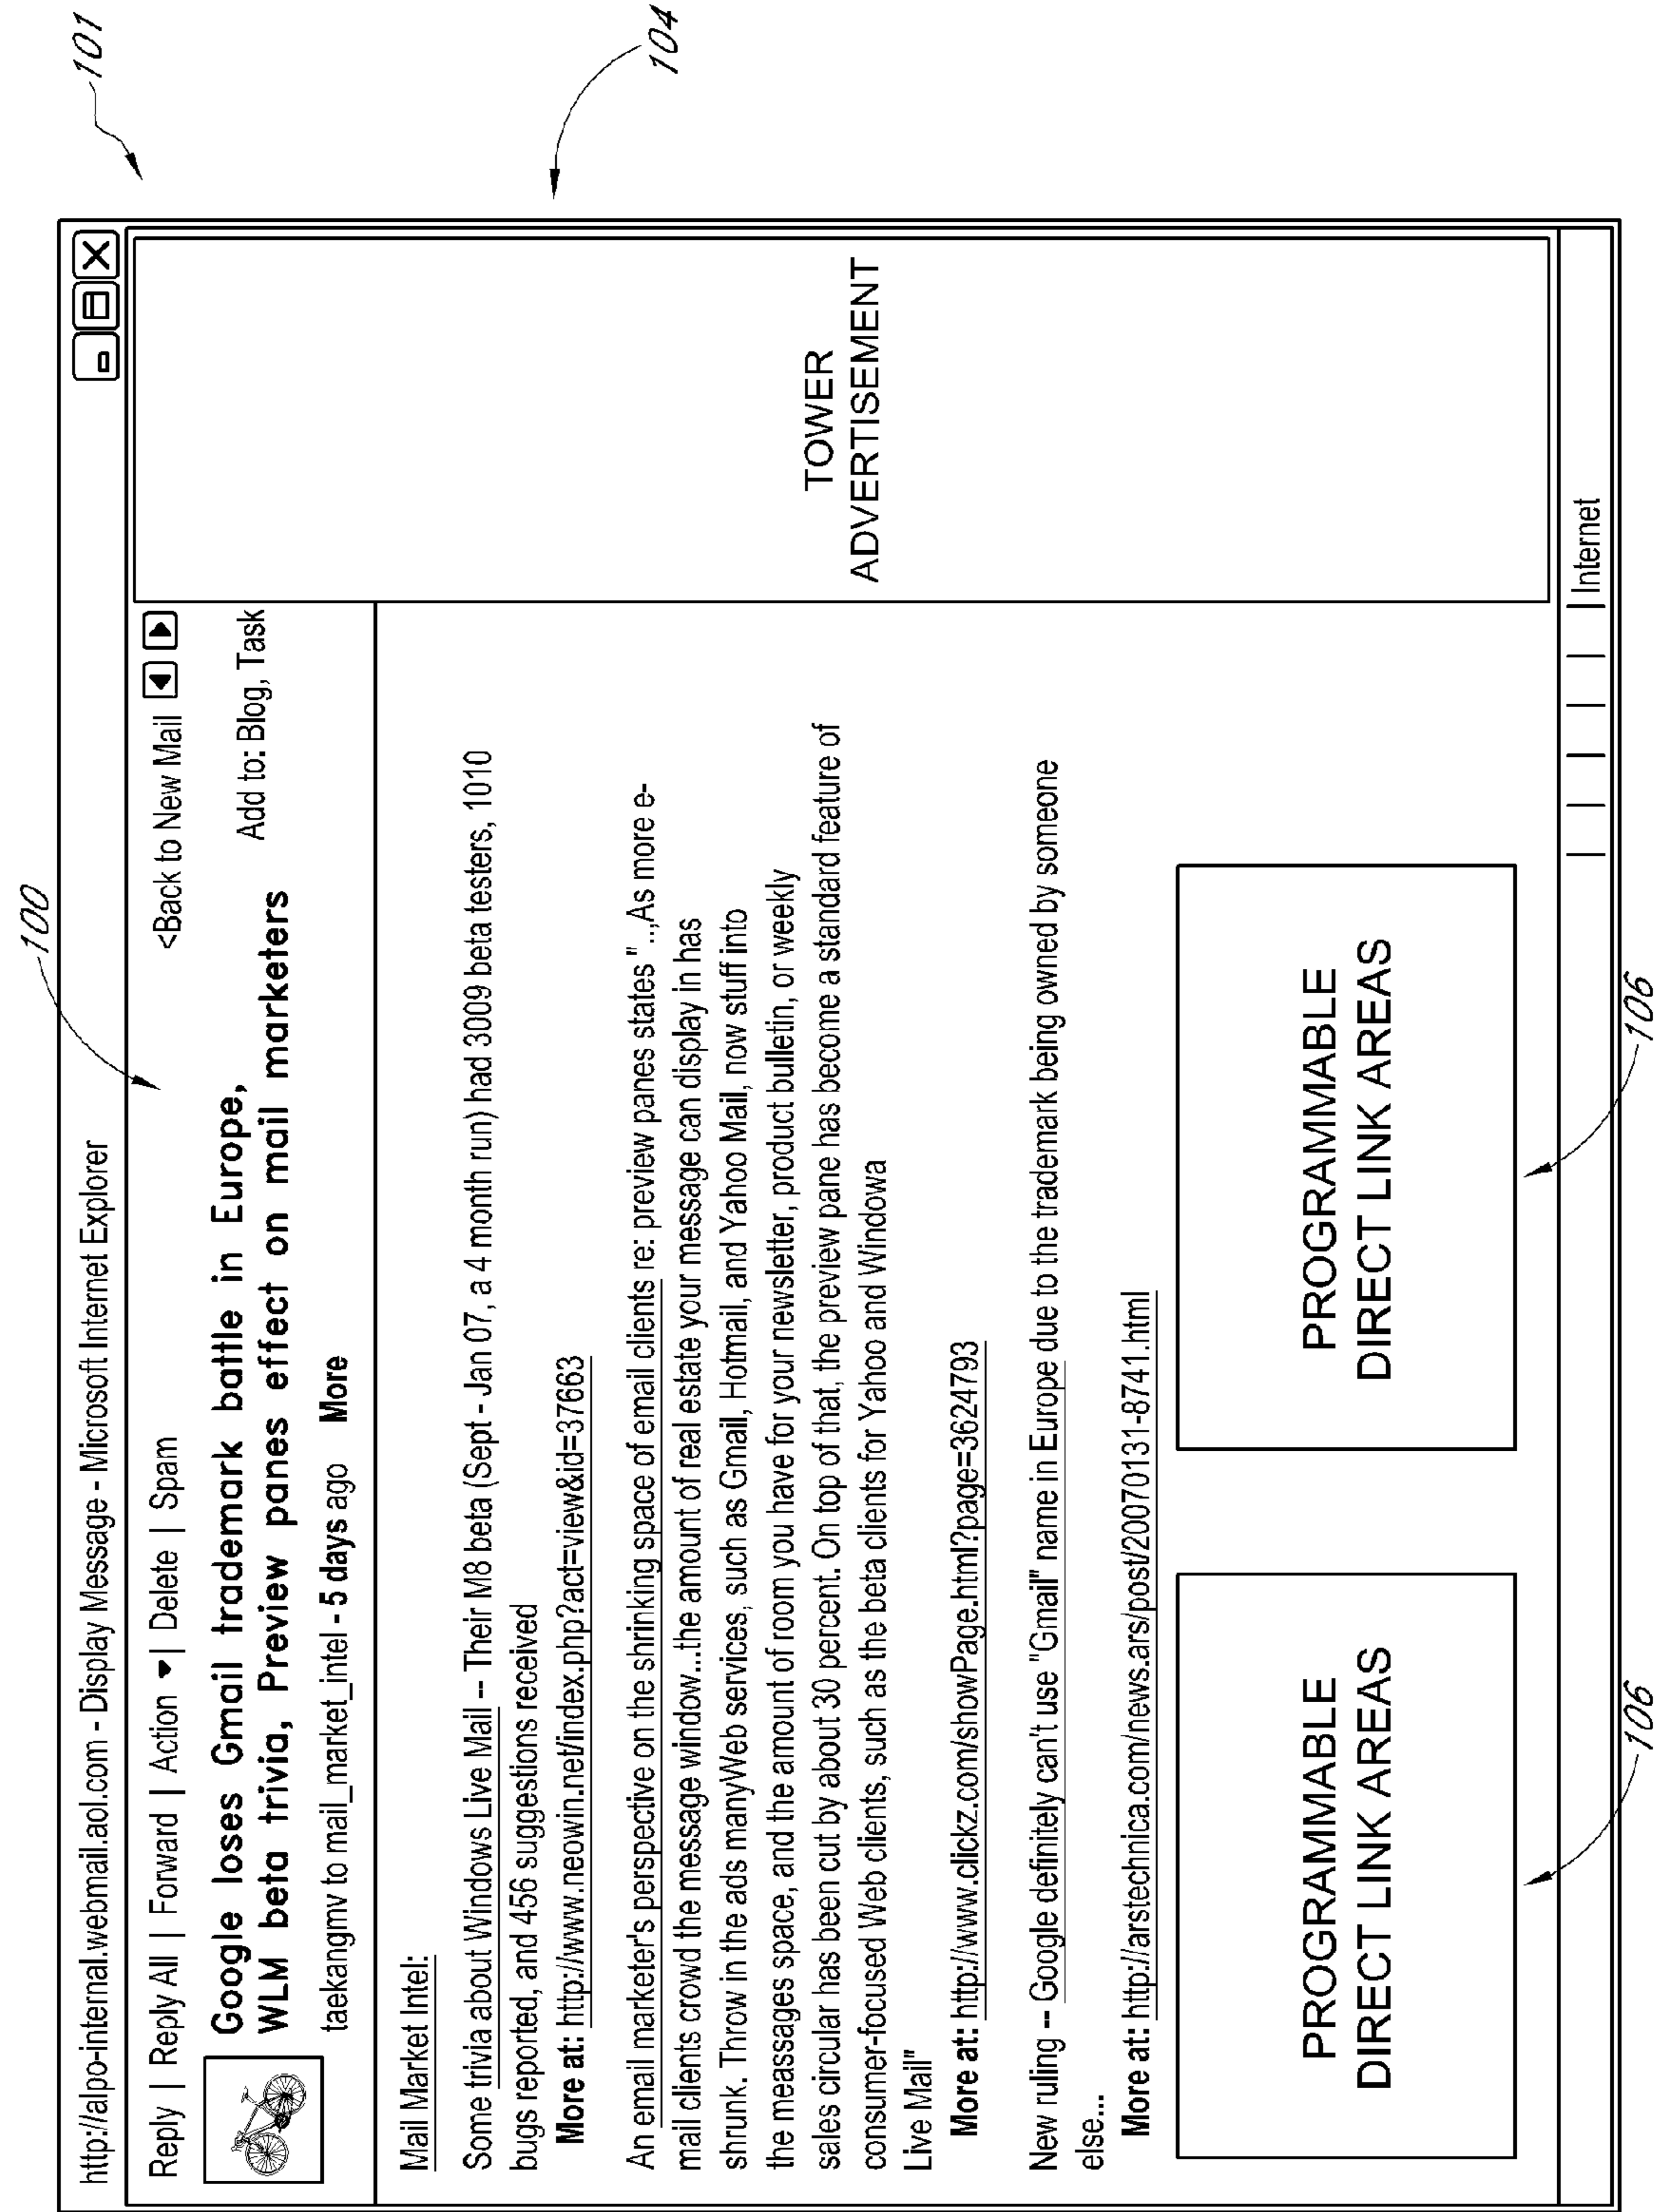 100
101
http://alpo-internal.webmail.aol.com - Display Message - Microsoft Internet Explorer
Reply | Reply All | Forward | Action | Delete | Spam
<Back to New Mail
Google loses Gmail trademark battle in Europe,
WLM beta trivia, Preview panes effect on mail marketers
Add to: Blog, Task
taekangmv to mail_market_intel - 5 days ago More
104
Mail Market Intel:
Some trivia about Windows Live Mail -- Their M8 beta (Sept - Jan 07, a 4 month run) had 3009 beta testers, 1010
bugs reported, and 456 suggestions received
More at: http://www.neowin.net/index.php?act=view&id=37663
An email marketer's perspective on the shrinking space of email clients re: preview panes states"..,As more e-
mail clients crowd the message window...the amount of real estate your message can display in has
shrunk. Throw in the ads manyWeb services, such as Gmail, Hotmail, and Yahoo Mail, now stuff into
the meassages space, and the amount of room you have for your newsletter, product bulletin, or weekly
sales circular has been cut by about 30 percent. On top of that, the preview pane has become a standard feature of
consumer-focused Web clients, such as the beta clients for Yahoo and Windowa
Live Mail"
More at: http://www.clickz.com/showPage.html?page=3624793
New ruling -- Google definitely can't use "Gmail" name in Europe due to the trademark being owned by someone
else...
More at: http://arstechnica.com/news.ars/post/20070131-8741.html
TOWER
ADVERTISEMENT
PROGRAMMABLE
DIRECT LINK AREAS
PROGRAMMABLE
DIRECT LINK AREAS
Internet
106
106